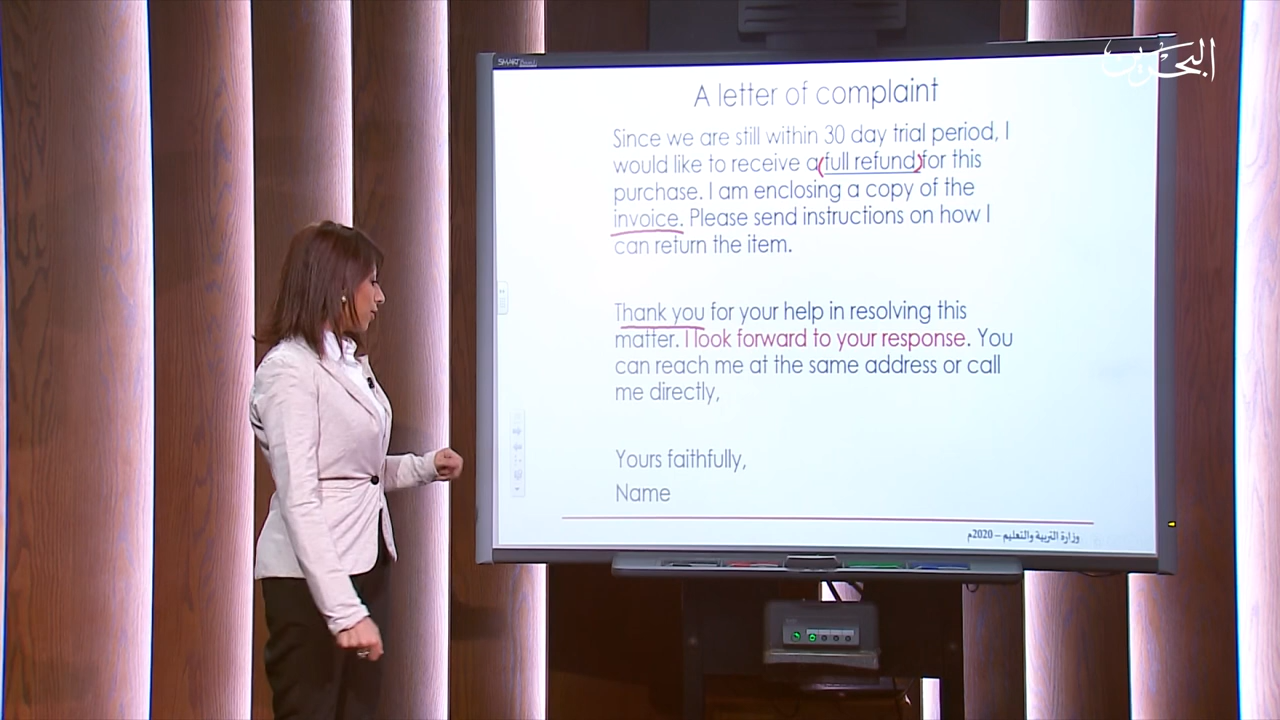 البحرين
SMART Board
A letter of complaint
Since we are still within 30 day trial period, I
would like to receive a (full refund) for this
purchase. I am enclosing a copy of the
invoice. Please send instructions on how I
can return the item.
Thank you for your help in resolving this
matter. I look forward to your response. You
can reach me at the same address or call
me directly,
Yours faithfully,
Name
وزارة التربية والتعليم – 2020م